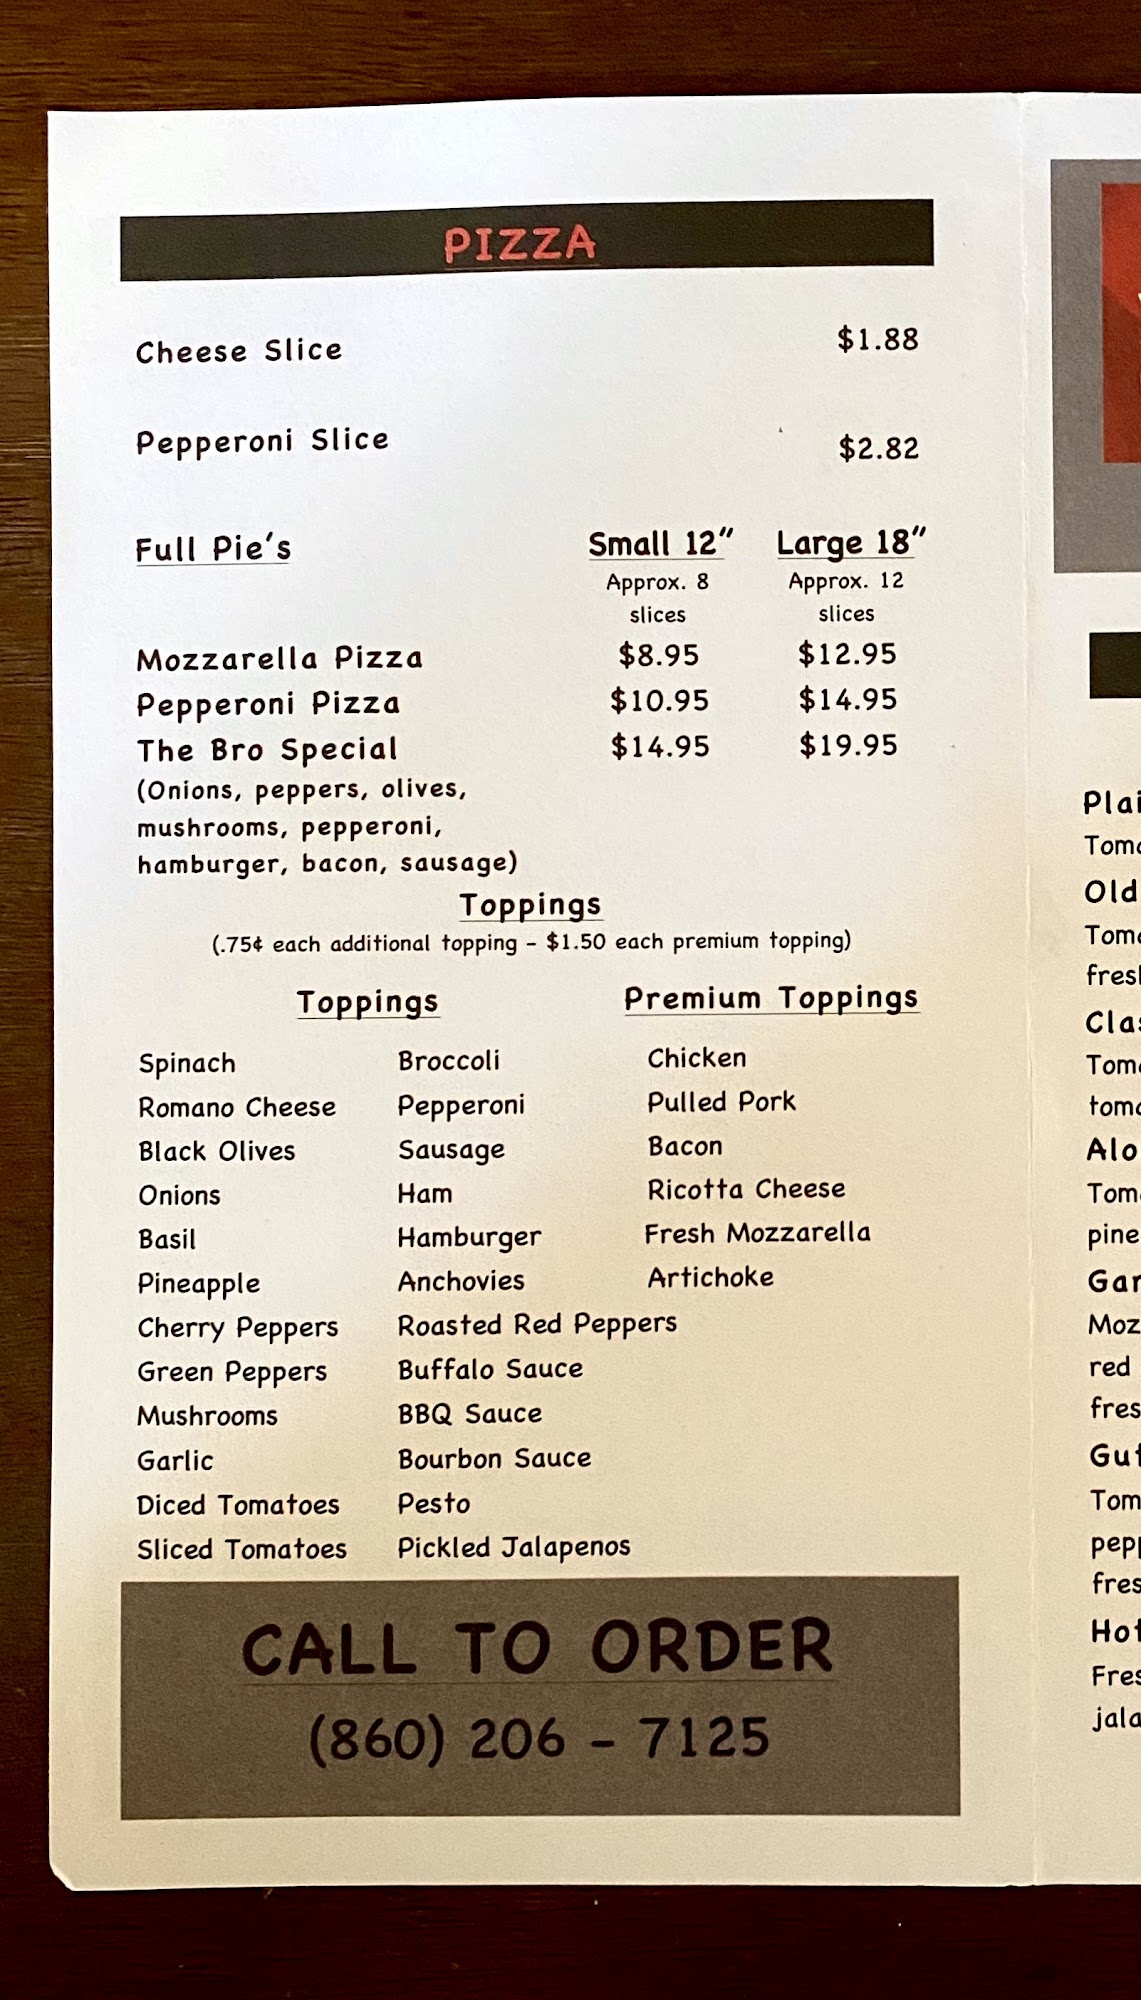 PIZZA
Cheese Slice $1.88
Pepperoni Slice $2.82
Full Pie's Small 12" Large 18"
Approx. 8 Approx. 12
slices slices
Mozzarella Pizza $8.95 $12.95
Pepperoni Pizza $10.95 $14.95
The Bro Special $14.95 $19.95
(Onions, peppers, olives,
mushrooms, pepperoni,
hamburger, bacon, sausage)
Toppings
(.75¢ each additional topping - $1.50 each premium topping)
Toppings Premium Toppings
Spinach Broccoli Chicken
Romano Cheese Pepperoni Pulled Pork
Black Olives Sausage Bacon
Onions Ham Ricotta Cheese
Basil Hamburger Fresh Mozzarella
Pineapple Anchovies Artichoke
Cherry Peppers Roasted Red Peppers
Green Peppers Buffalo Sauce
Mushrooms BBQ Sauce
Garlic Bourbon Sauce
Diced Tomatoes Pesto
Sliced Tomatoes Pickled Jalapenos
CALL TO ORDER
(860) 206 - 7125
Old
red